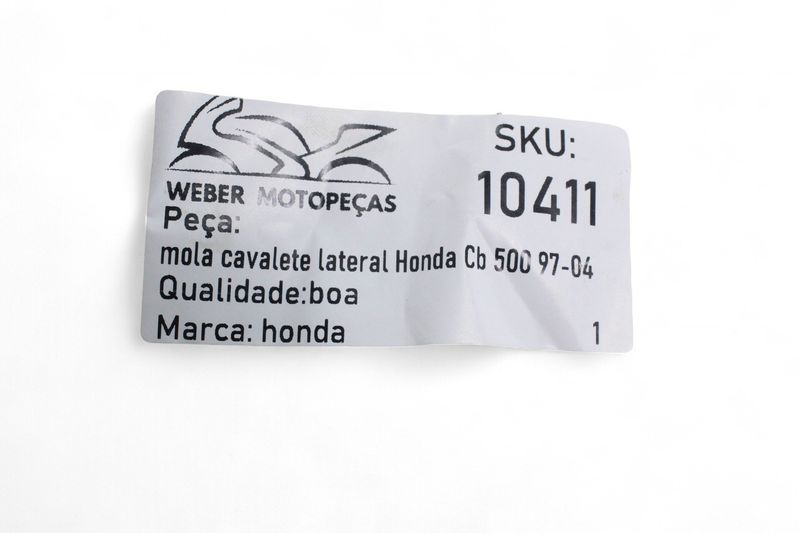 WEBER MOTOPEÇAS
SKU:
10411
Peça:
mola cavalete lateral Honda Cb 500 97-04
Qualidade:boa
Marca: honda
1